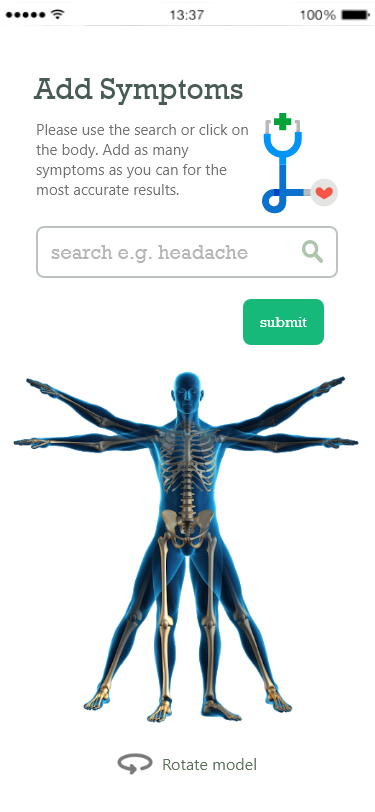 13:37 100%
Add Symptoms
Please use the search or click on
the body. Add as many
symptoms as you can for the
most accurate results.
search e.g. headache
submit
Rotate model